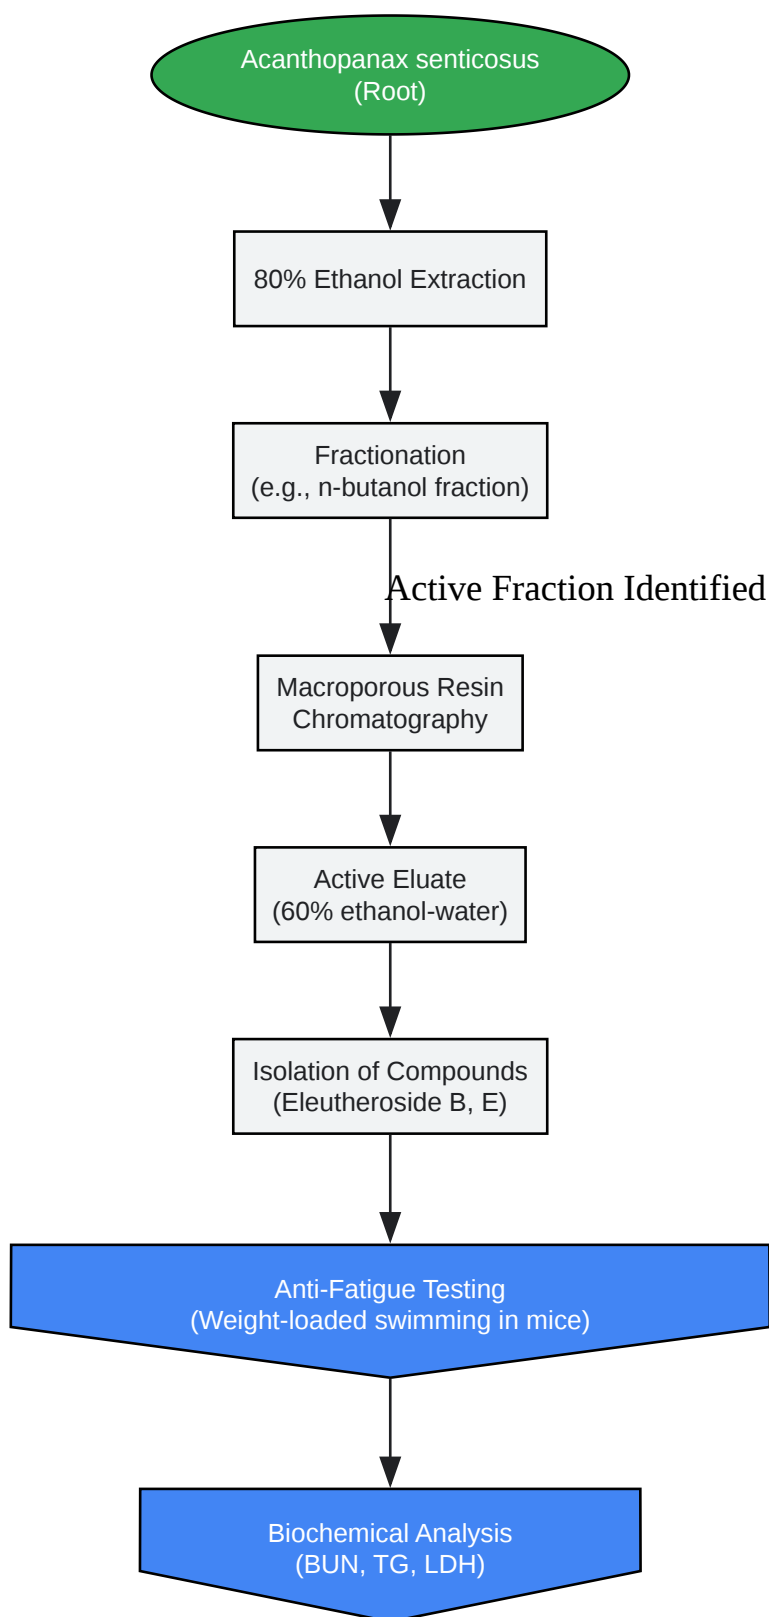 Acanthopanax senticosus
(Root)
80% Ethanol Extraction
Fractionation
(e.g., n-butanol fraction)
Active Fraction Identified
Macroporous Resin
Chromatography
Active Eluate
(60% ethanol-water)
Isolation of Compounds
(Eleutheroside B, E)
Anti-Fatigue Testing
(Weight-loaded swimming in mice)
Biochemical Analysis
(BUN, TG, LDH)